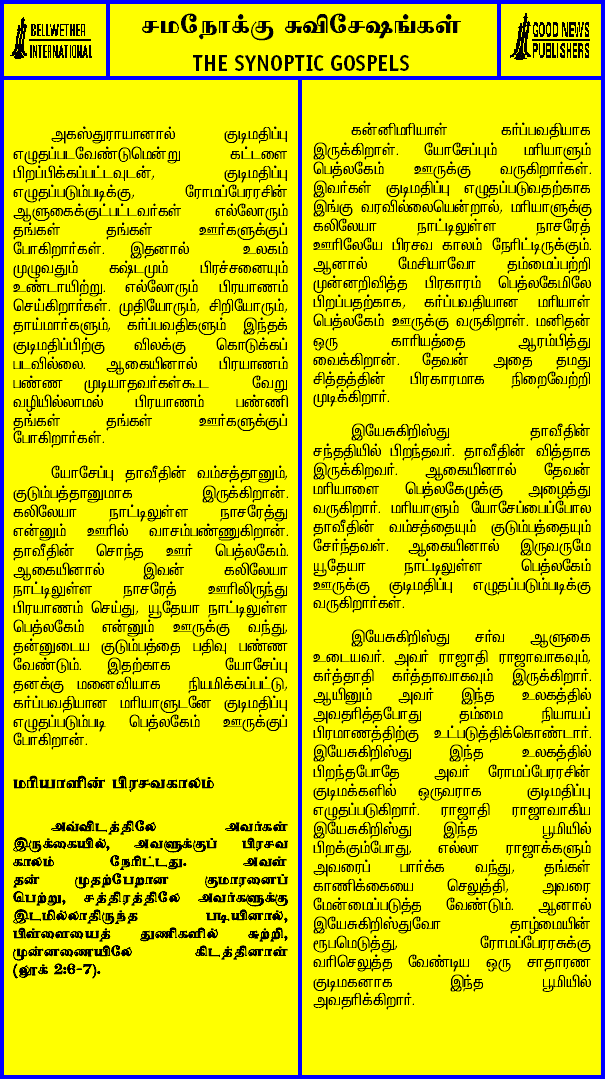 BELLWETHER
INTERNATIONAL
சமநோக்கு சுவிசேஷங்கள்
THE SYNOPTIC GOSPELS
GOOD NEWS
PUBLISHERS
அகஸ்துராயானால் குடிமதிப்பு
எழுதப்படவேண்டுமென்று கட்டளை
பிறப்பிக்கப்பட்டவுடன், குடிமதிப்பு
எழுதப்படும்படிக்கு, ரோமப்பேரரசின்
ஆளுகைக்குட்பட்டவர்கள் எல்லோரும்
தங்கள் தங்கள் ஊர்களுக்குப்
போகிறார்கள். இதனால் உலகம்
முழுவதும் கஷ்டமும் பிரச்சனையும்
உண்டாயிற்று. எல்லோரும் பிரயாணம்
செய்கிறார்கள். முதியோரும், சிறியோரும்,
தாய்மார்களும், கர்ப்பவதிகளும் இந்தக்
குடிமதிப்பிற்கு விலக்கு கொடுக்கப்
படவில்லை. ஆகையினால் பிரயாணம்
பண்ண முடியாதவர்கள்கூட வேறு
வழியில்லாமல் பிரயாணம் பண்ணி
தங்கள் தங்கள் ஊர்களுக்குப்
போகிறார்கள்.
யோசேப்பு தாவீதின் வம்சத்தானும்,
குடும்பத்தானுமாக இருக்கிறான்.
கலிலேயா நாட்டிலுள்ள நாசரேத்து
என்னும் ஊரில் வாசம்பண்ணுகிறான்.
தாவீதின் சொந்த ஊர் பெத்லகேம்.
ஆகையினால் இவன் கலிலேயா
நாட்டிலுள்ள நாசரேத் ஊரிலிருந்து
பிரயாணம் செய்து, யூதேயா நாட்டிலுள்ள
பெத்லகேம் என்னும் ஊருக்கு வந்து,
தன்னுடைய குடும்பத்தை பதிவு பண்ண
வேண்டும். இதற்காக யோசேப்பு
தனக்கு மனைவியாக நியமிக்கப்பட்டு,
கர்ப்பவதியான மரியாளுடனே குடிமதிப்பு
எழுதப்படும்படி பெத்லகேம் ஊருக்குப்
போகிறான்.
மரியாளின் பிரசவகாலம்
அவ்விடத்திலே அவர்கள்
இருக்கையில், அவளுக்குப் பிரசவ
காலம் நேரிட்டது. அவள்
தன் முதற்பேறான குமாரனைப்
பெற்று, சத்திரத்திலே அவர்களுக்கு
இடமில்லாதிருந்த படியினால்,
பிள்ளையைத் துணிகளில் சுற்றி,
முன்னணையிலே கிடத்தினாள்
(லூக் 2:6-7).
கன்னிமரியாள் கர்ப்பவதியாக
இருக்கிறாள். யோசேப்பும் மரியாளும்
பெத்லகேம் ஊருக்கு வருகிறார்கள்.
இவர்கள் குடிமதிப்பு எழுதப்படுவதற்காக
இங்கு வரவில்லையென்றால், மரியாளுக்கு
கலிலேயா நாட்டிலுள்ள நாசரேத்
ஊரிலேயே பிரசவ காலம் நேரிட்டிருக்கும்.
ஆனால் மேசியாவோ தம்மைப்பற்றி
முன்னறிவித்த பிரகாரம் பெத்லகேமிலே
பிறப்பதற்காக, கர்ப்பவதியான மரியாள்
பெத்லகேம் ஊருக்கு வருகிறாள். மனிதன்
ஒரு காரியத்தை ஆரம்பித்து
வைக்கிறான். தேவன் அதை தமது
சித்தத்தின் பிரகாரமாக நிறைவேற்றி
முடிக்கிறார்.
இயேசுகிறிஸ்து தாவீதின்
சந்ததியில் பிறந்தவர். தாவீதின் வித்தாக
இருக்கிறவர். ஆகையினால் தேவன்
மரியாளை பெத்லகேமுக்கு அழைத்து
வருகிறார். மரியாளும் யோசேப்பைப்போல
தாவீதின் வம்சத்தையும் குடும்பத்தையும்
சேர்ந்தவள். ஆகையினால் இருவருமே
யூதேயா நாட்டிலுள்ள பெத்லகேம்
ஊருக்கு குடிமதிப்பு எழுதப்படும்படிக்கு
வருகிறார்கள்.
இயேசுகிறிஸ்து சர்வ ஆளுகை
உடையவர். அவர் ராஜாதி ராஜாவாகவும்,
கர்த்தாதி கர்த்தாவாகவும் இருக்கிறார்.
ஆயினும் அவர் இந்த உலகத்தில்
அவதரித்தபோது தம்மை நியாயப்
பிரமாணத்திற்கு உட்படுத்திக்கொண்டார்.
இயேசுகிறிஸ்து இந்த உலகத்தில்
பிறந்தபோதே அவர் ரோமப்பேரரசின்
குடிமக்களில் ஒருவராக குடிமதிப்பு
எழுதப்படுகிறார். ராஜாதி ராஜாவாகிய
இயேசுகிறிஸ்து இந்த பூமியில்
பிறக்கும்போது, எல்லா ராஜாக்களும்
அவரைப் பார்க்க வந்து, தங்கள்
காணிக்கையை செலுத்தி, அவரை
மேன்மைப்படுத்த வேண்டும். ஆனால்
இயேசுகிறிஸ்துவோ தாழ்மையின்
ரூபமெடுத்து, ரோமப்பேரரசுக்கு
வரிசெலுத்த வேண்டிய ஒரு சாதாரண
குடிமகனாக இந்த பூமியில்
அவதரிக்கிறார்.